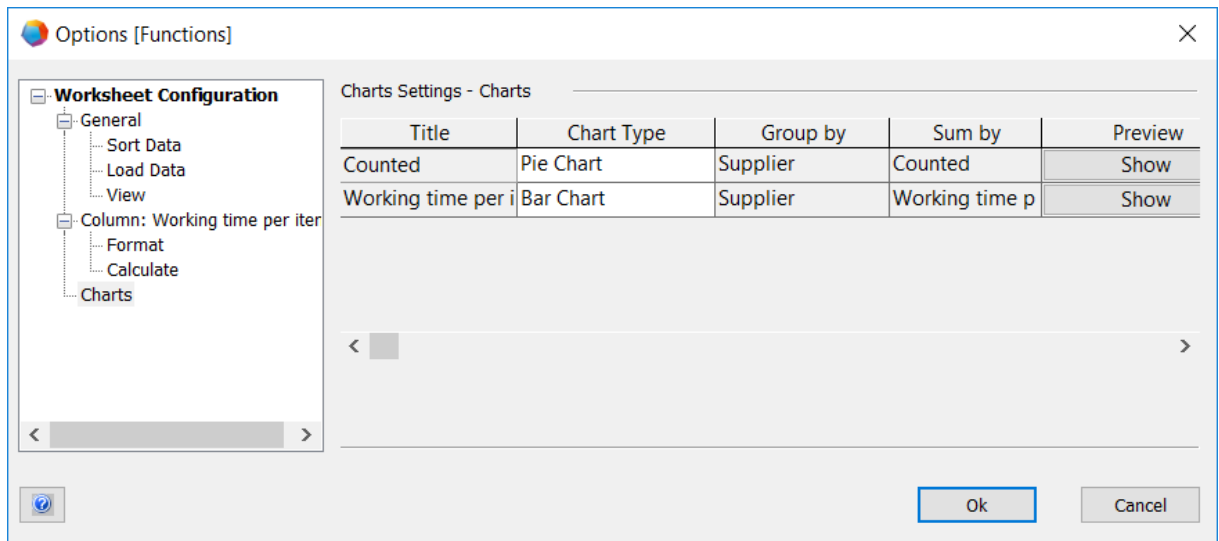 Options [Functions]
Worksheet Configuration
General
Sort Data
Load Data
View
Column: Working time per iter
Format
Calculate
Charts
Charts Settings - Charts
Title Chart Type Group by Sum by Preview
Counted Pie Chart Supplier Counted Show
Working time per i Bar Chart Supplier Working time p Show
Ok Cancel